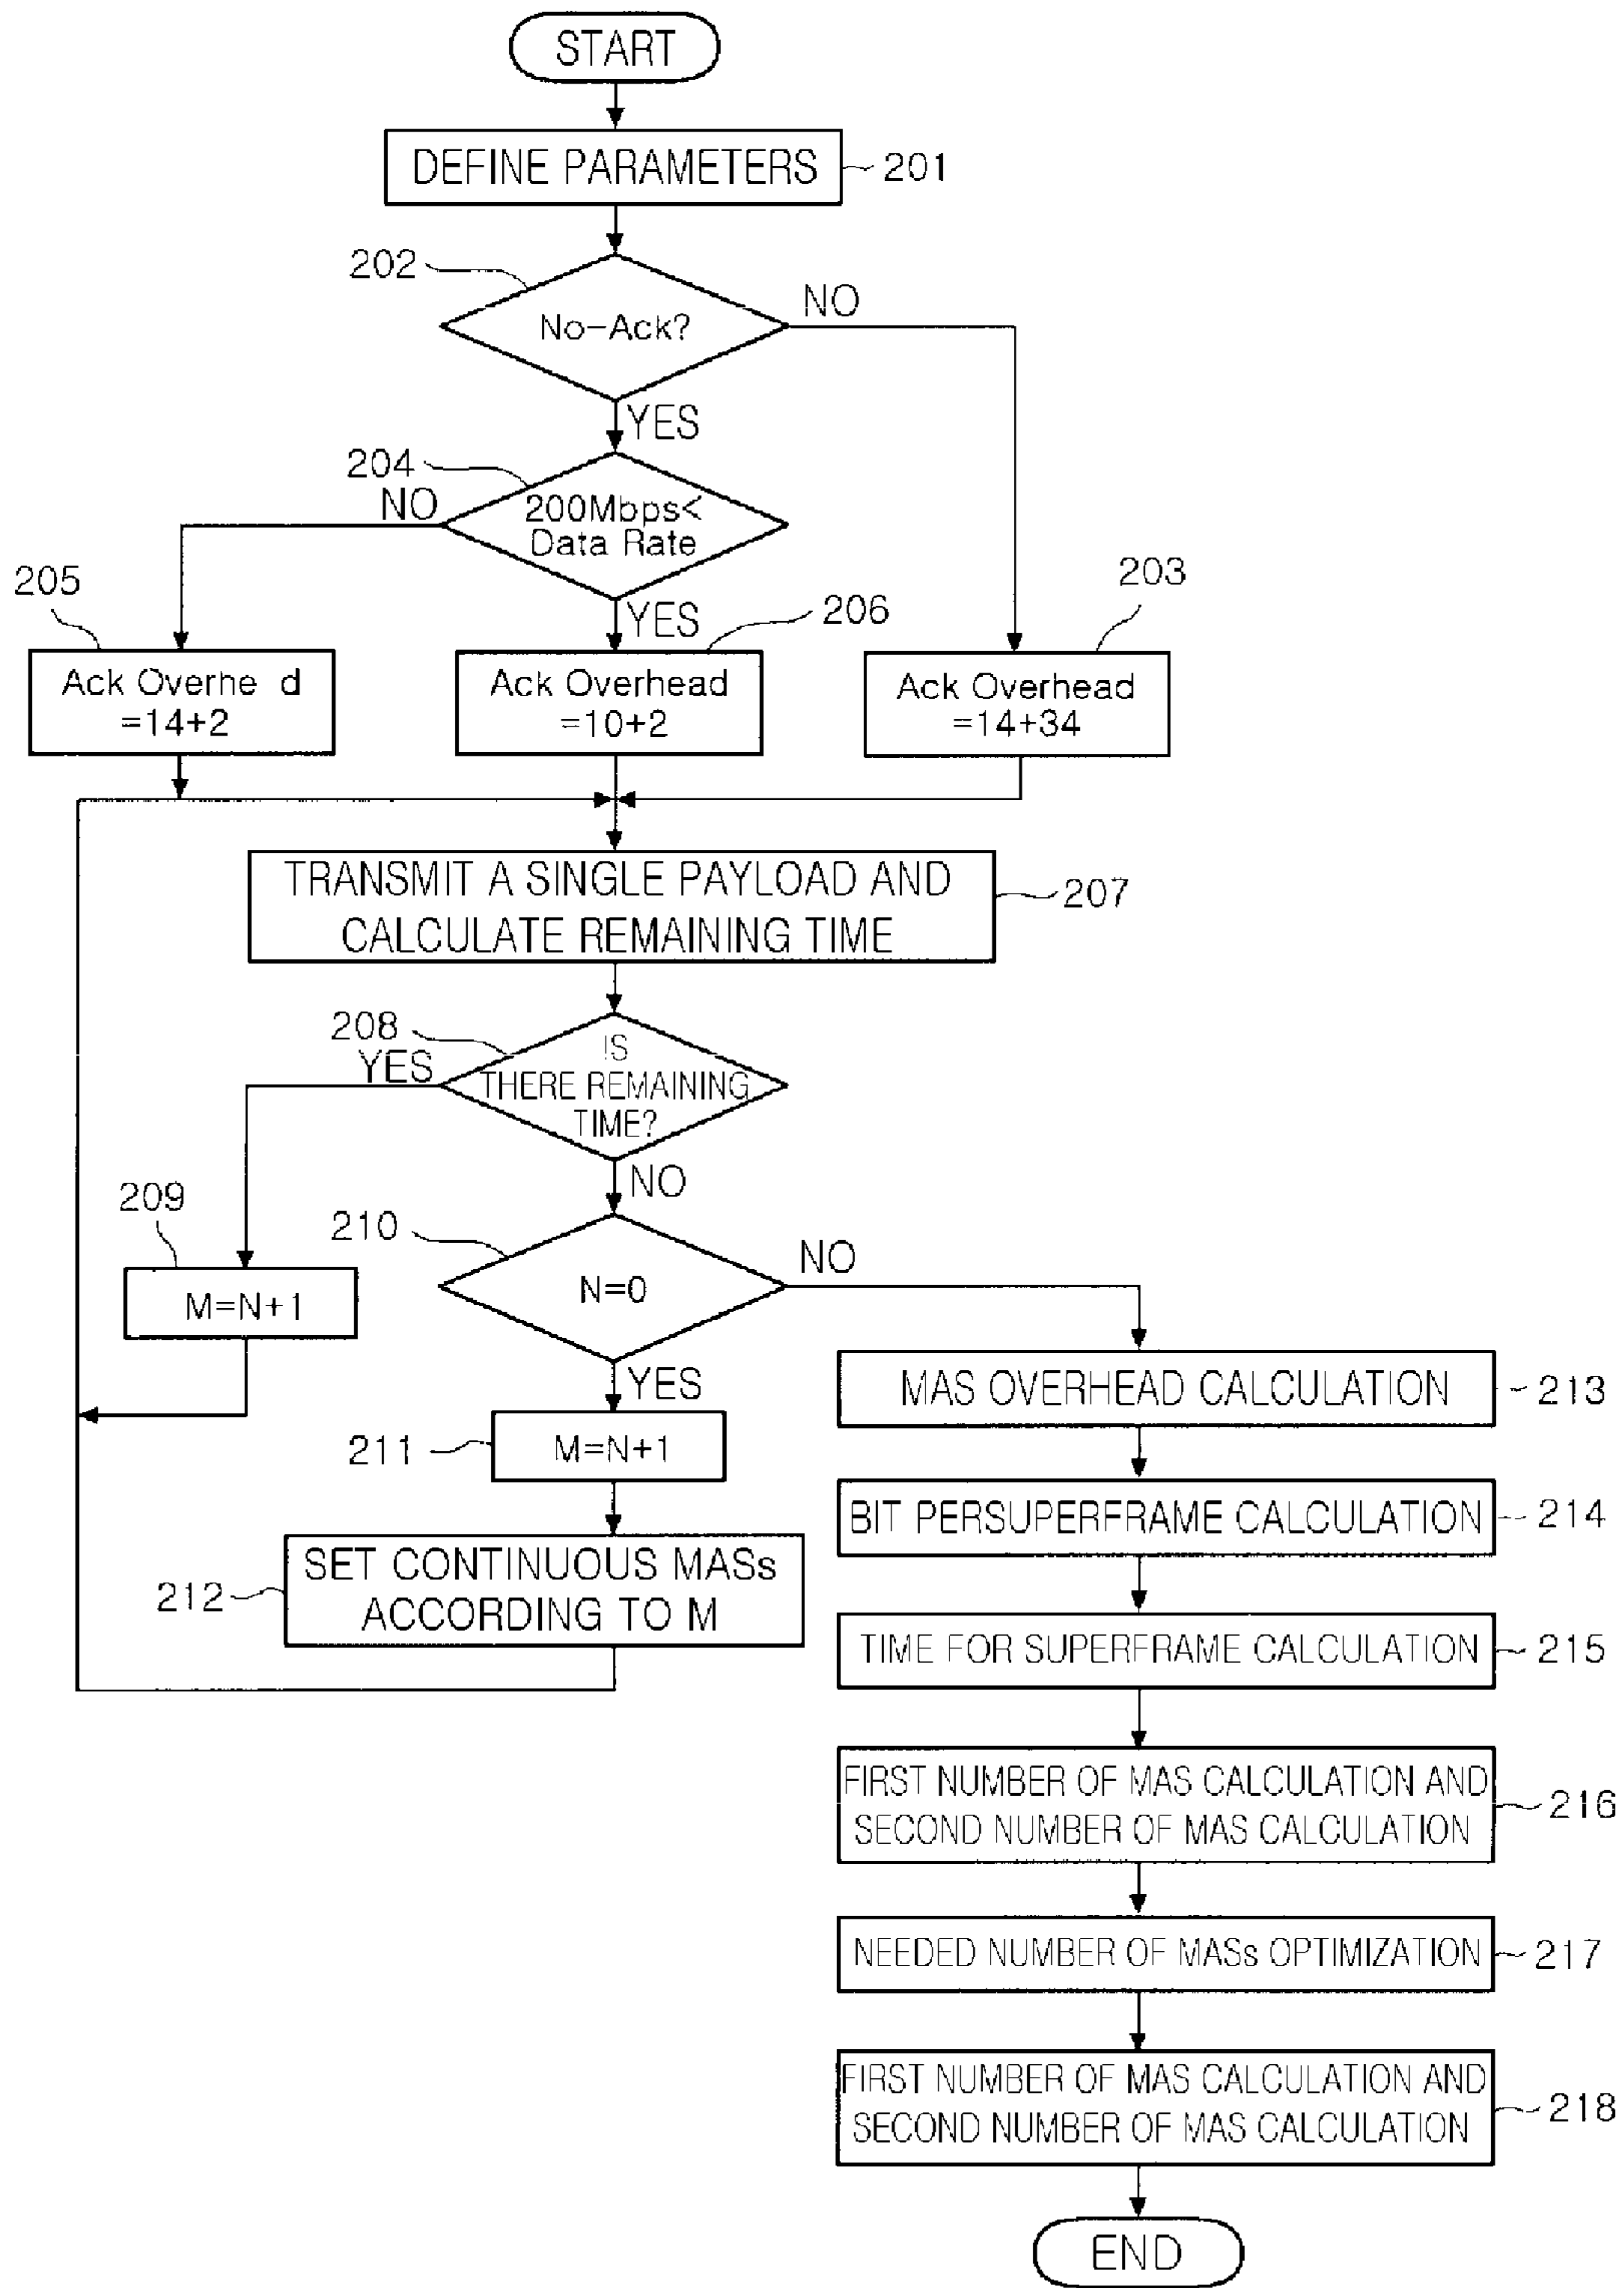 START
DEFINE PARAMETERS
201
202
No-Ack?
NO
YES
204
NO
200Mbps<
Data Rate
YES
205
206
203
Ack Overhe d
=14+2
Ack Overhead
=10+2
Ack Overhead
=14+34
TRANSMIT A SINGLE PAYLOAD AND
CALCULATE REMAINING TIME
207
208
YES
IS
THERE REMAINING
TIME?
NO
209
M=N+1
210
N=0
NO
YES
211
M=N+1
212
SET CONTINUOUS MASs
ACCORDING TO M
MAS OVERHEAD CALCULATION
213
BIT PERSUPERFRAME CALCULATION
214
TIME FOR SUPERFRAME CALCULATION
215
FIRST NUMBER OF MAS CALCULATION AND
SECOND NUMBER OF MAS CALCULATION
216
NEEDED NUMBER OF MASs OPTIMIZATION
217
FIRST NUMBER OF MAS CALCULATION AND
SECOND NUMBER OF MAS CALCULATION
218
END